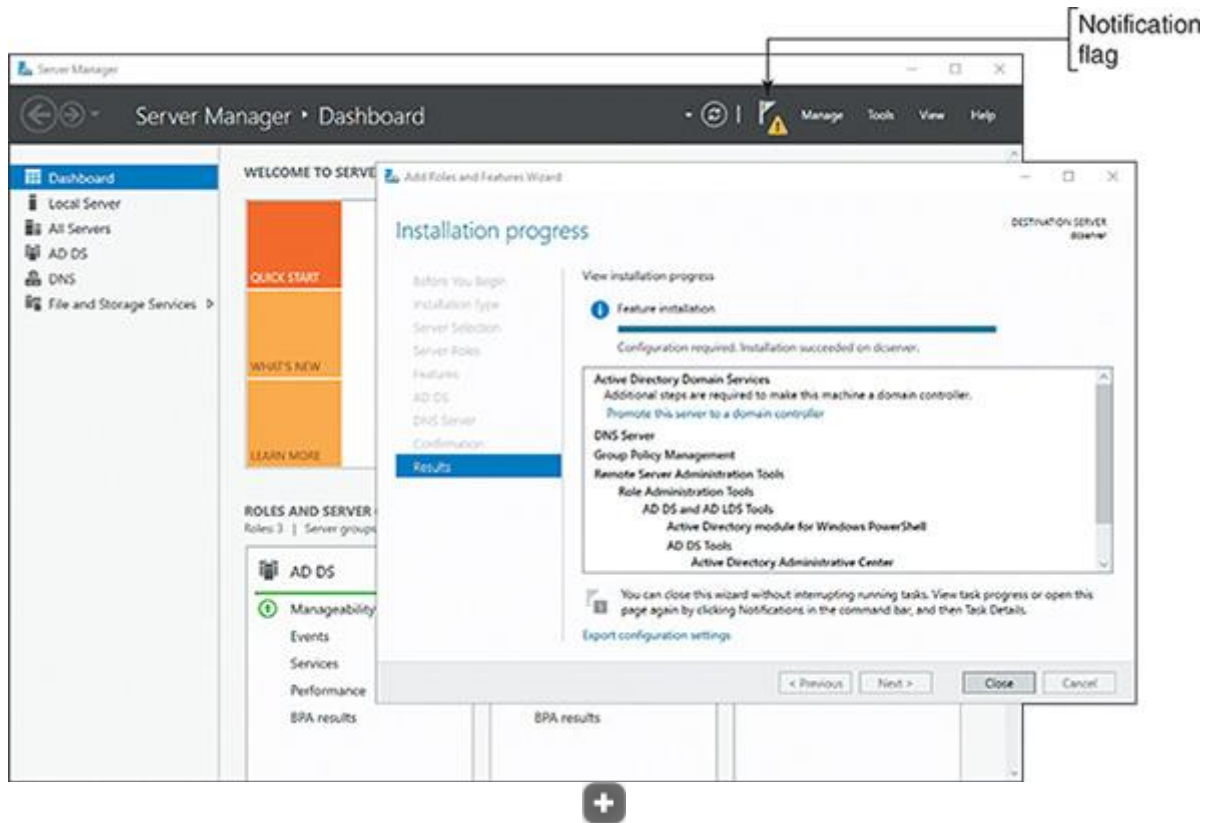 Notification
flag
Server Manager
Server Manager • Dashboard
Manage Tools View Help
Dashboard
Local Server
All Servers
AD DS
DNS
File and Storage Services
WELCOME TO SERVE
QUICK START
WHAT'S NEW
LEARN MORE
ROLES AND SERVER
Roles: 3 | Server groups
AD DS
Manageability
Events
Services
Performance
BPA results
BPA results
Add Roles and Features Wizard
Installation progress
DESTINATION SERVER
dcserver
Before You Begin
Installation Type
Server Selection
Server Roles
Features
AD DS
DNS Server
Confirmation
Results
View installation progress
Feature installation
Configuration required. Installation succeeded on dcserver.
Active Directory Domain Services
Additional steps are required to make this machine a domain controller.
Promote this server to a domain controller
DNS Server
Group Policy Management
Remote Server Administration Tools
Role Administration Tools
AD DS and AD LDS Tools
Active Directory module for Windows PowerShell
AD DS Tools
Active Directory Administrative Center
You can close this wizard without interrupting running tasks. View task progress or open this
page again by clicking Notifications in the command bar, and then Task Details.
Export configuration settings
< Previous Next > Close Cancel